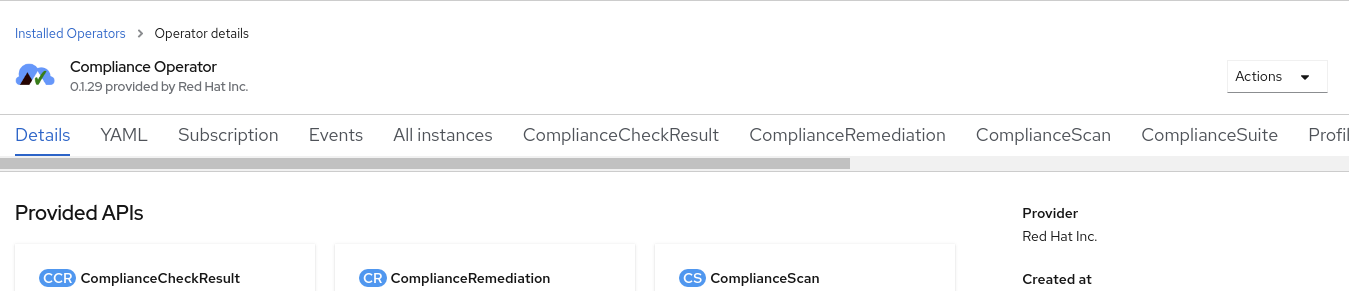 Installed Operators > Operator details
Compliance Operator
0.1.29 provided by Red Hat Inc.
Actions
Details YAML Subscription Events All instances ComplianceCheckResult ComplianceRemediation ComplianceScan ComplianceSuite Profil
Provided APIs
Provider
Red Hat Inc.
CCR ComplianceCheckResult CR ComplianceRemediation CS ComplianceScan
Created at